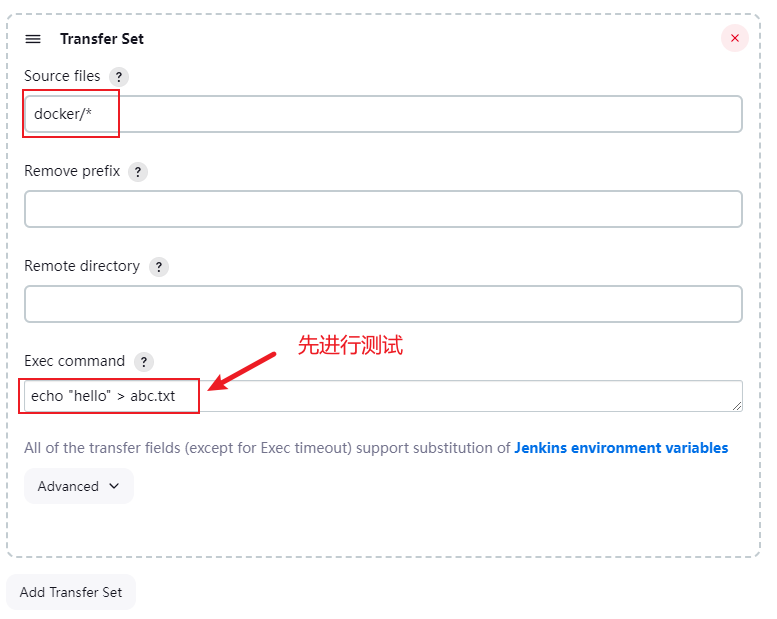 Transfer Set
Source files ?
docker/*
Remove prefix ?
Remote directory ?
先进行测试
Exec command ?
echo "hello" > abc.txt
All of the transfer fields (except for Exec timeout) support substitution of Jenkins environment variables
Advanced
Add Transfer Set